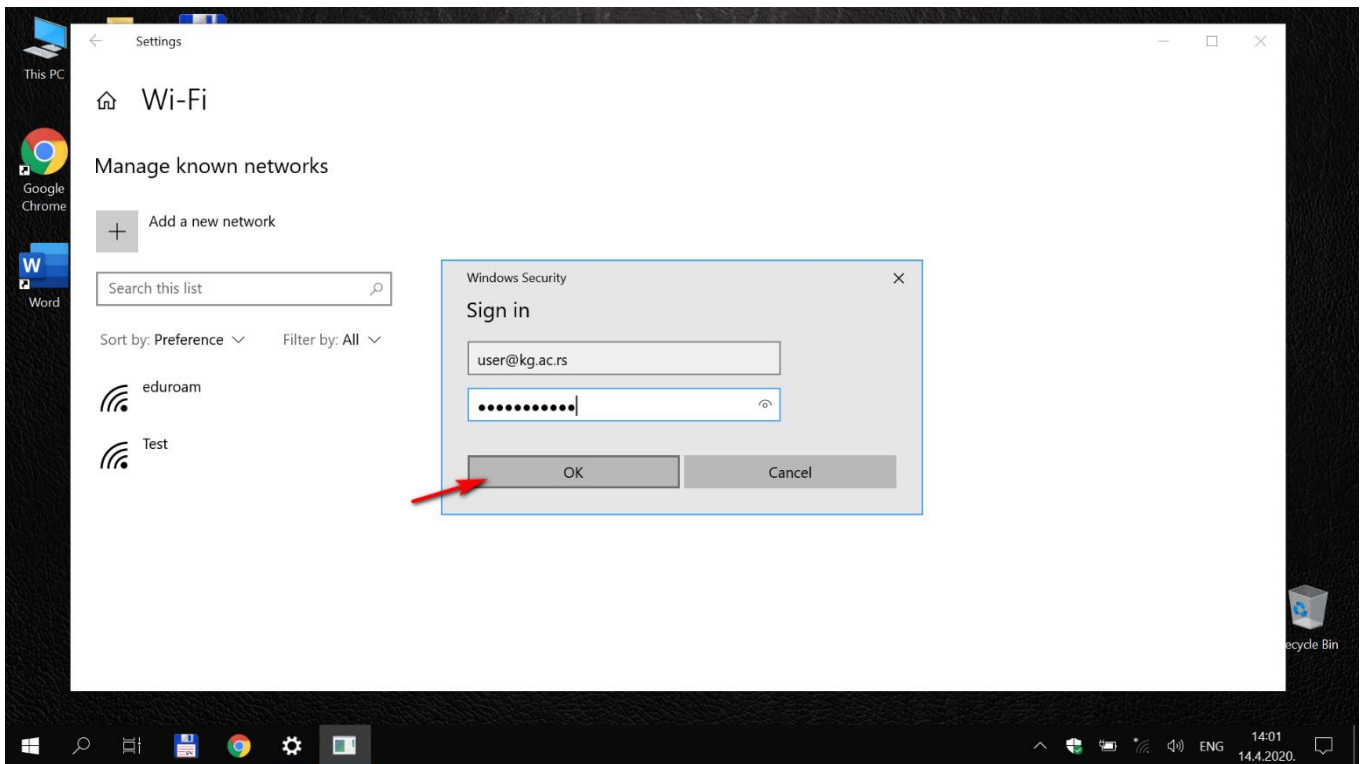 This PC
Google
Chrome
W
Word
Settings
Wi-Fi
Manage known networks
Add a new network
Search this list
Sort by: Preference Filter by: All
eduroam
Test
Windows Security
Sign in
user@kg.ac.rs
●●●●●●●●●●●
OK Cancel
ecycle Bin
ENG
14:01
14.4.2020.